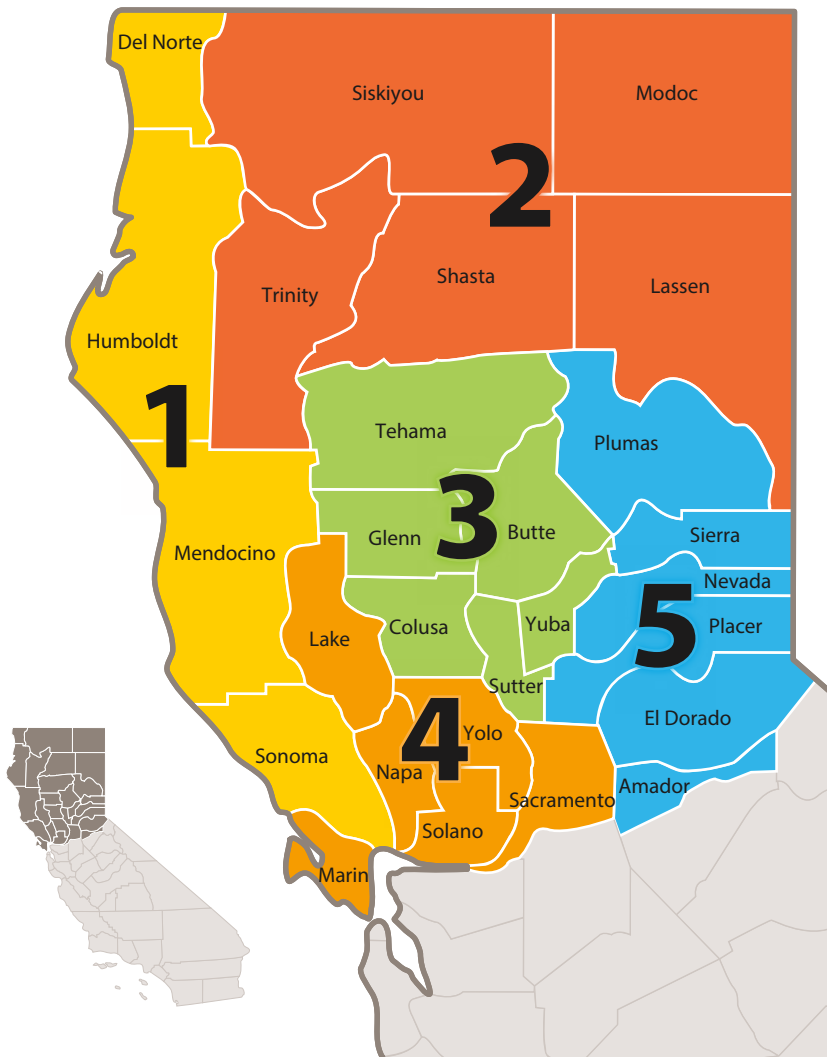 Del Norte
Siskiyou
Modoc
2
Shasta
Lassen
Trinity
Humboldt
1
Tehama
Plumas
3
Glenn
Butte
Sierra
Mendocino
Nevada
5
Placer
Yuba
Colusa
Lake
Sutter
El Dorado
4
Yolo
Sonoma
Napa
Amador
Sacramento
Solano
Marin